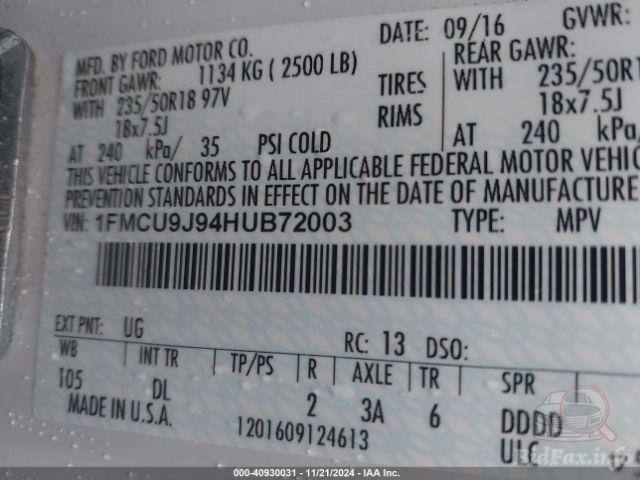 MFD. BY FORD MOTOR CO. DATE: 09/16 GVWR:
FRONT GAWR: 1134 KG ( 2500 LB) REAR GAWR:
WITH 235/50R18 97V TIRES WITH 235/50R1
18x7.5J RIMS 18x7.5J
AT 240 kPa/ 35 PSI COLD AT 240 kPa
THIS VEHICLE CONFORMS TO ALL APPLICABLE FEDERAL MOTOR VEHIC
PREVENTION STANDARDS IN EFFECT ON THE DATE OF MANUFACTURE
VIN: 1FMCU9J94HUB72003 TYPE: MPV
EXT PNT: UG RC: 13 DSO:
WB INT TR TP/PS R AXLE TR SPR
105 DL 2 3A 6 DDDD
MADE IN U.S.A. 1201609124613 ULC
BidFax.info
000-40930031 - 11/21/2024 - IAA Inc.